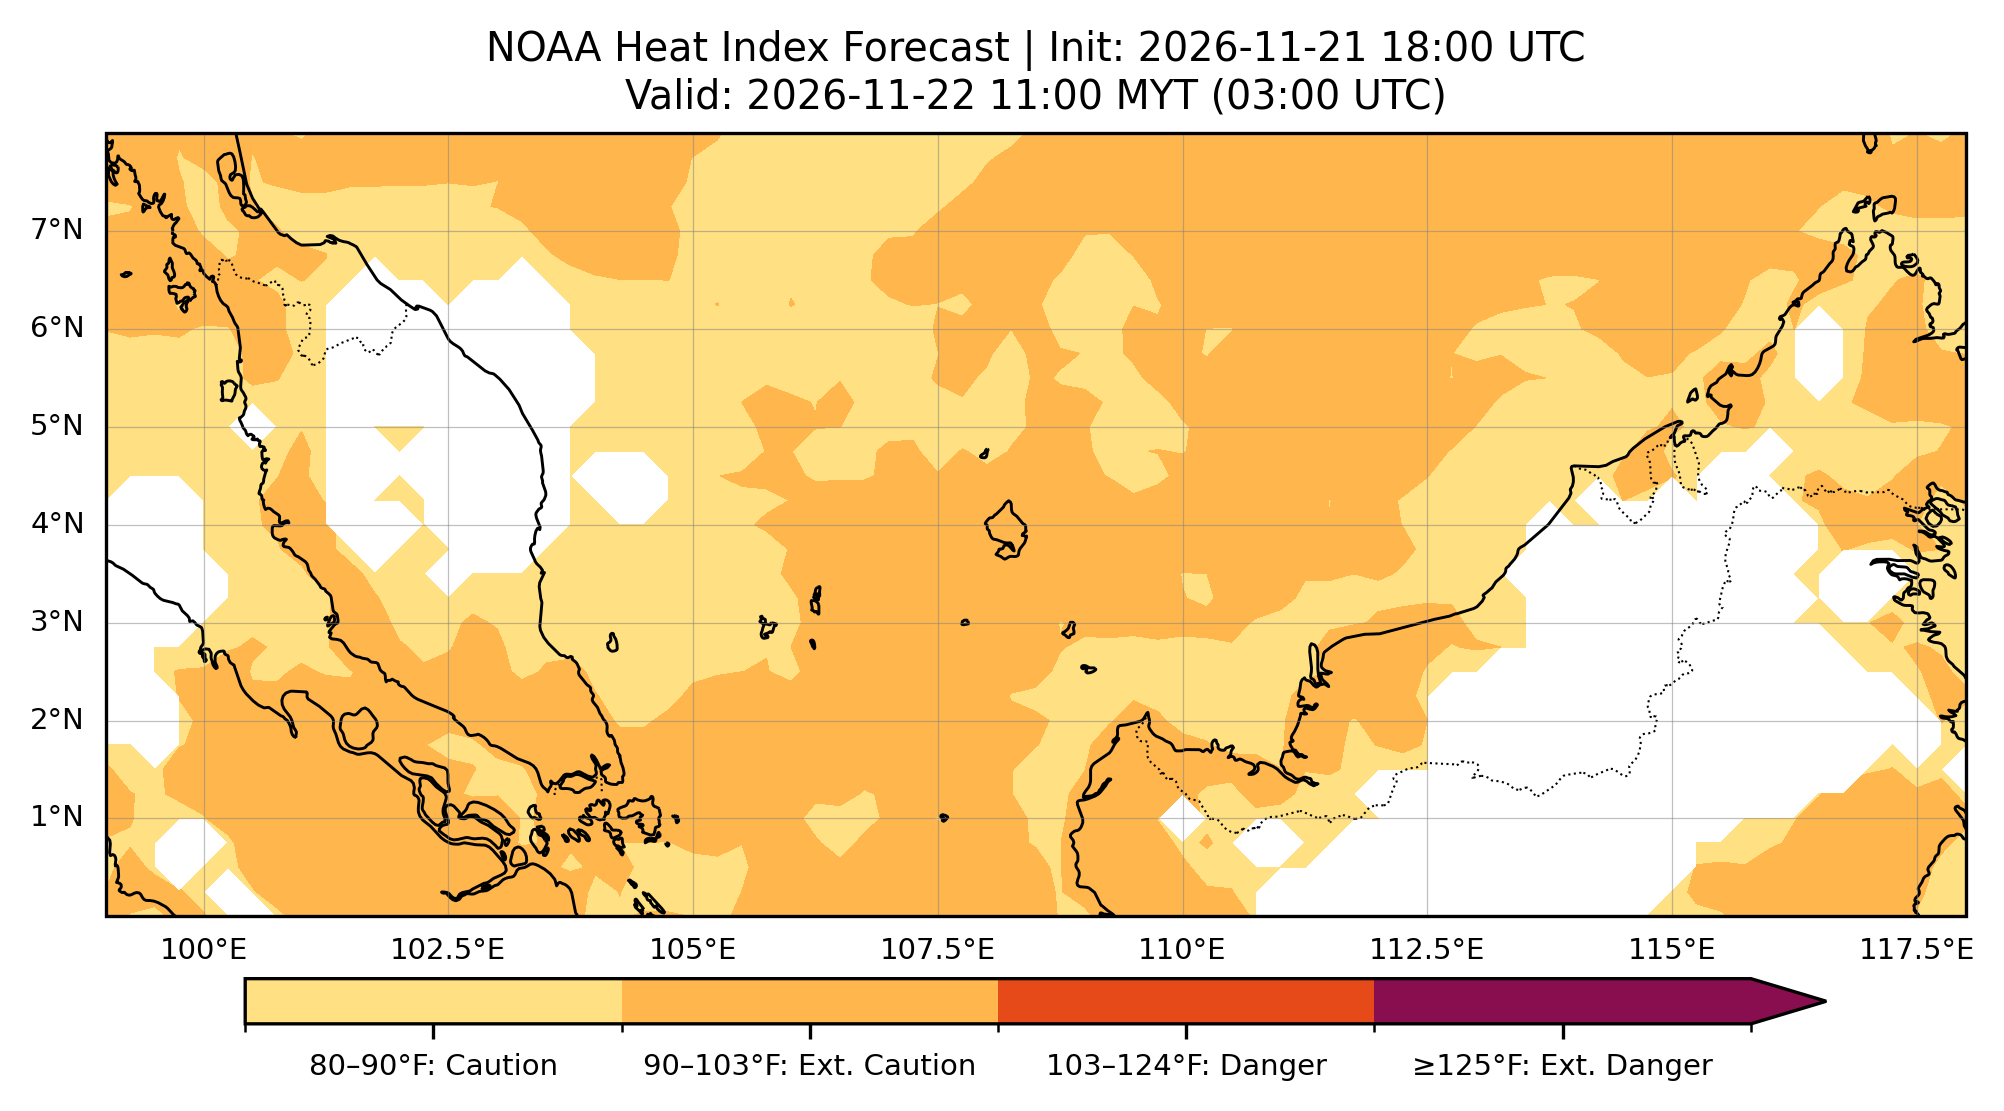 NOAA Heat Index Forecast | Init: 2026-11-21 18:00 UTC
Valid: 2026-11-22 11:00 MYT (03:00 UTC)
7°N
6°N
5°N
4°N
3°N
2°N
1°N
100°E 102.5°E 105°E 107.5°E 110°E 112.5°E 115°E 117.5°E
80–90°F: Caution 90–103°F: Ext. Caution 103–124°F: Danger ≥125°F: Ext. Danger